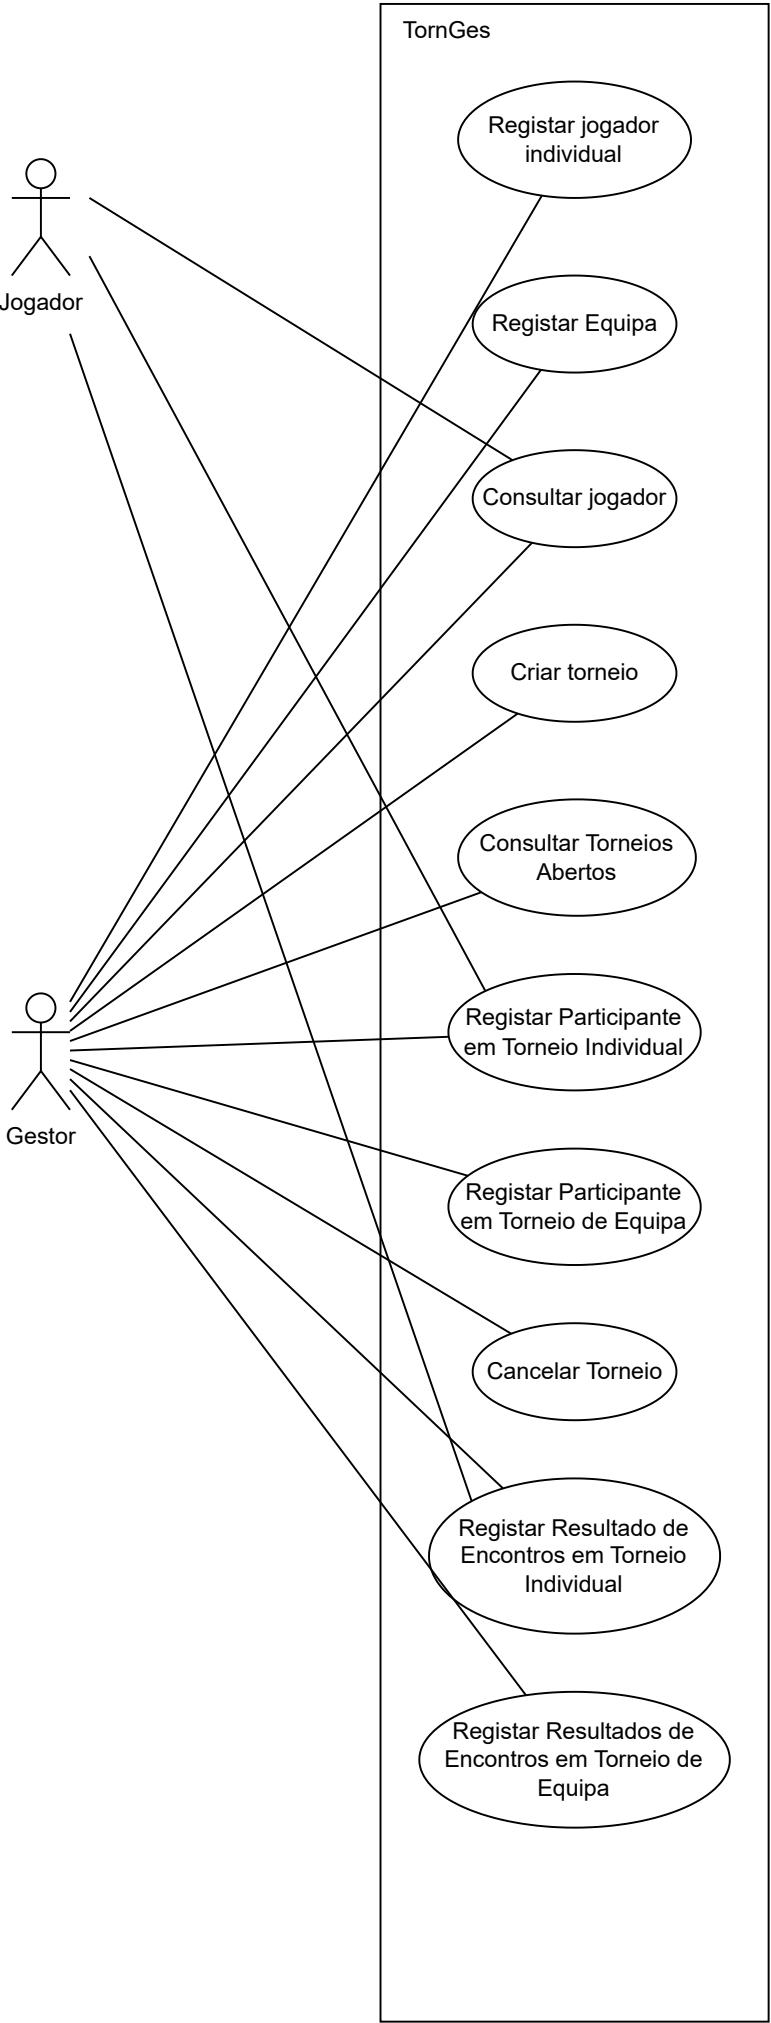 TornGes
Registar jogador
individual
Jogador
Registar Equipa
Consultar jogador
Criar torneio
Consultar Torneios
Abertos
Registar Participante
em Torneio Individual
Gestor
Registar Participante
em Torneio de Equipa
Cancelar Torneio
Registar Resultado de
Encontros em Torneio
Individual
Registar Resultados de
Encontros em Torneio de
Equipa